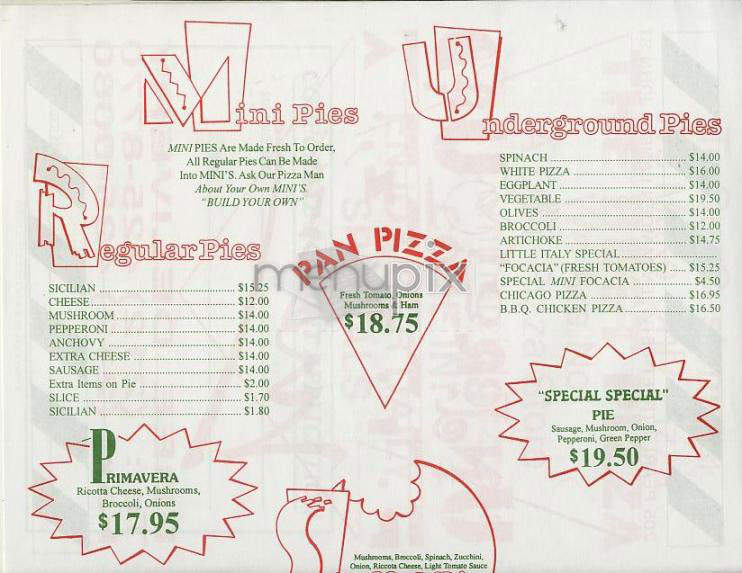 Mini Pies
MINI PIES Are Made Fresh To Order,
All Regular Pies Can Be Made
Into MINI'S. Ask Our Pizza Man
About Your Own MINI'S.
"BUILD YOUR OWN"
Regular Pies
SICILIAN $15.25
CHEESE $12.00
MUSHROOM $14.00
PEPPERONI $14.00
ANCHOVY $14.00
EXTRA CHEESE $14.00
SAUSAGE $14.00
Extra Items on Pie $2.00
SLICE $1.70
SICILIAN $1.80
PRIMAVERA
Ricotta Cheese, Mushrooms,
Broccoli, Onions
$17.95
PAN PIZZA
menupix
Fresh Tomato, Onions
Mushrooms & Ham
$18.75
Underground Pies
SPINACH $14.00
WHITE PIZZA $16.00
EGGPLANT $14.00
VEGETABLE $19.50
OLIVES $14.00
BROCCOLI $12.00
ARTICHOKE $14.75
LITTLE ITALY SPECIAL
"FOCACIA" (FRESH TOMATOES) $15.25
SPECIAL MINI FOCACIA $4.50
CHICAGO PIZZA $16.95
B.B.Q. CHICKEN PIZZA $16.50
"SPECIAL SPECIAL"
PIE
Sausage, Mushroom, Onion,
Pepperoni, Green Pepper
$19.50
Mushrooms, Broccoli, Spinach, Zucchini,
Onion, Riccota Cheese, Light Tomato Sauce